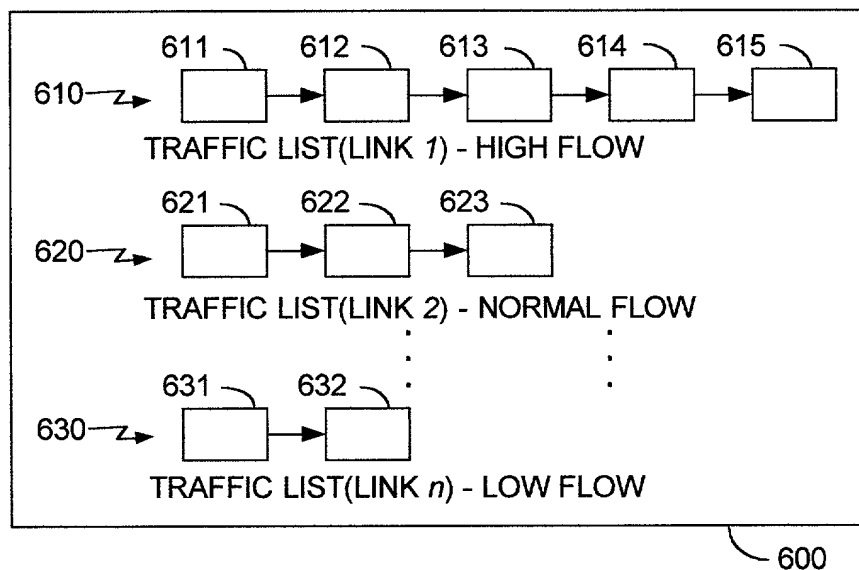 611 612 613 614 615
610
TRAFFIC LIST(LINK 1) - HIGH FLOW
621 622 623
620
TRAFFIC LIST(LINK 2) - NORMAL FLOW
631 632
630
TRAFFIC LIST(LINK n) - LOW FLOW
600